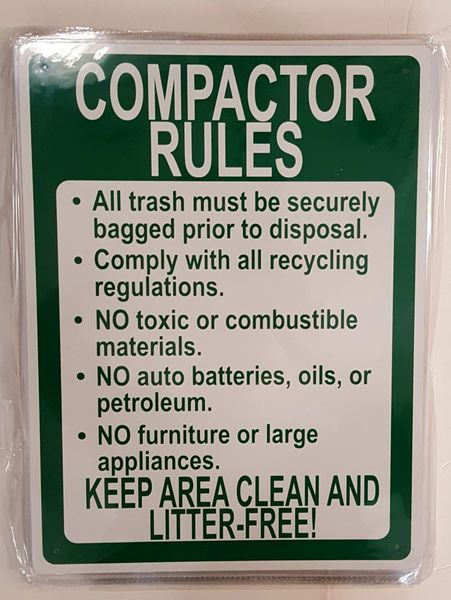 COMPACTOR
RULES
• All trash must be securely
bagged prior to disposal.
• Comply with all recycling
regulations.
• NO toxic or combustible
materials.
• NO auto batteries, oils, or
petroleum.
• NO furniture or large
appliances.
KEEP AREA CLEAN AND
LITTER-FREE!